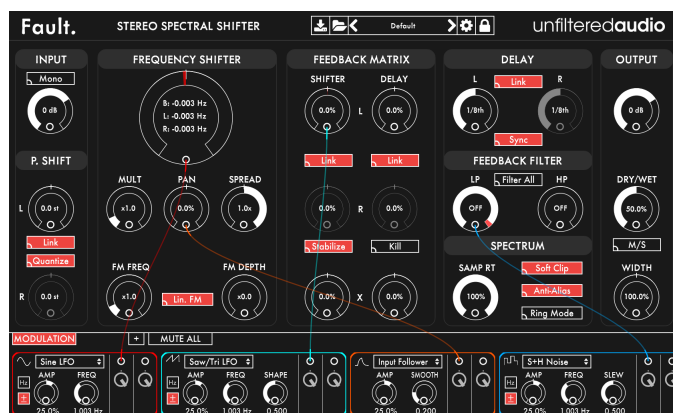 Fault. STEREO SPECTRAL SHIFTER Default unfilteredaudio
INPUT FREQUENCY SHIFTER FEEDBACK MATRIX DELAY OUTPUT
Mono SHIFTER DELAY L Link R
0 dB B: -0.003 Hz 0.0% L 0.0% 1/8th 1/8th 0 dB
L: -0.003 Hz
R: -0.003 Hz
Sync
P. SHIFT Link Link FEEDBACK FILTER
MULT PAN SPREAD LP Filter All HP DRY/WET
L 0.0 st x1.0 0.0% 1.0x 0.0% R 0.0% OFF OFF 50.0%
Link Stabilize Kill SPECTRUM M/S
Quantize
FM FREQ FM DEPTH SAMP RT Soft Clip WIDTH
R 0.0 st x1.0 Lin. FM x0.0 0.0% X 0.0% 100% Anti-Alias 100.0%
Ring Mode
MODULATION + MUTE ALL
Sine LFO Saw/Tri LFO Input Follower S+H Noise
AMP FREQ AMP FREQ SHAPE AMP SMOOTH AMP FREQ SLEW
Hz Hz Hz
± ± ±
25.0% 1.003 Hz 25.0% 1.003 Hz 0.500 25.0% 0.200 25.0% 1.003 Hz 0.500